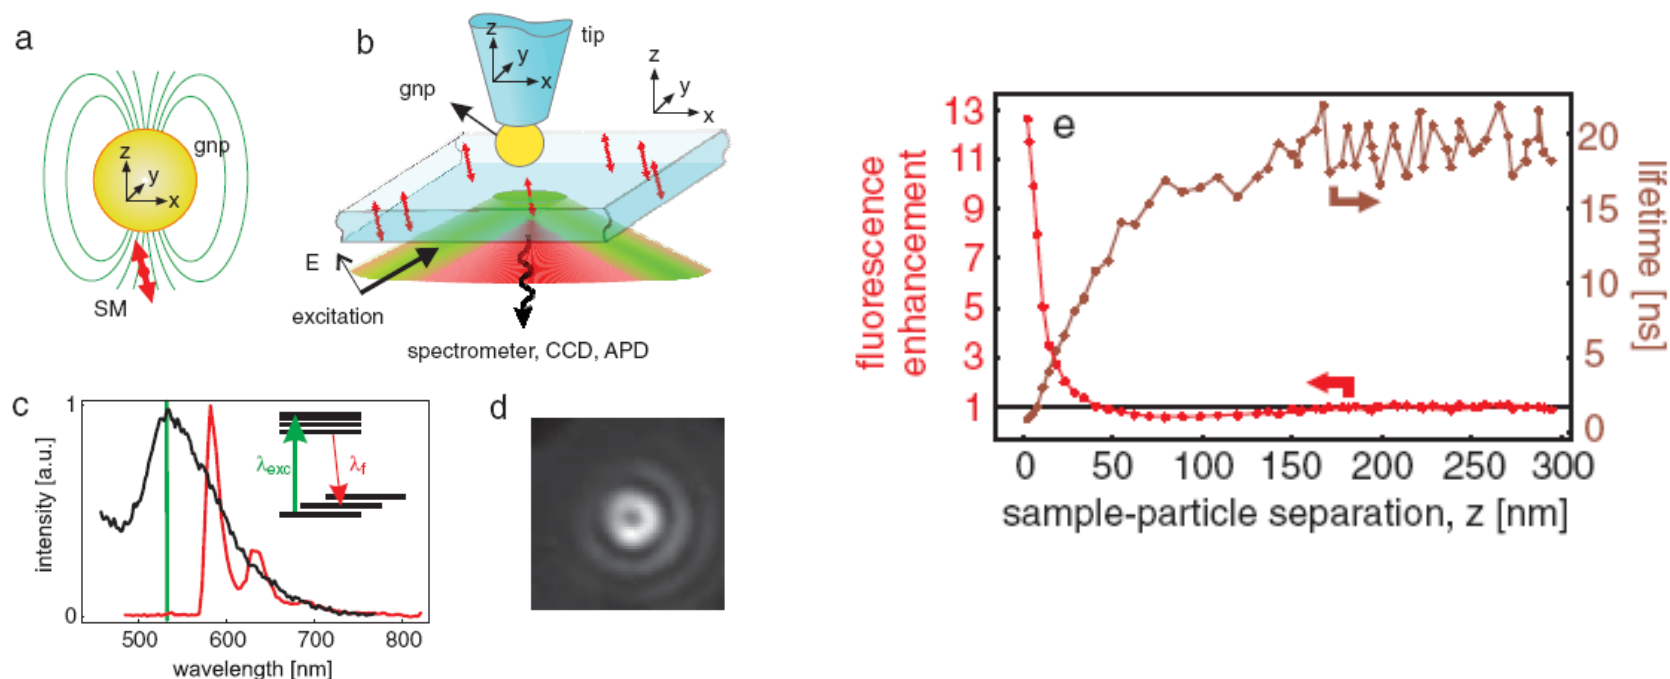 a
z
y
x
gnp
SM
b
z
y
x
tip
gnp
z
y
x
E
excitation
spectrometer, CCD, APD
c
1
0
intensity [a.u.]
λexc
λf
500 600 700 800
wavelength [nm]
d
e
13
11
9
7
5
3
1
fluorescence
enhancement
20
15
10
5
0
lifetime [ns]
0 50 100 150 200 250 300
sample-particle separation, z [nm]